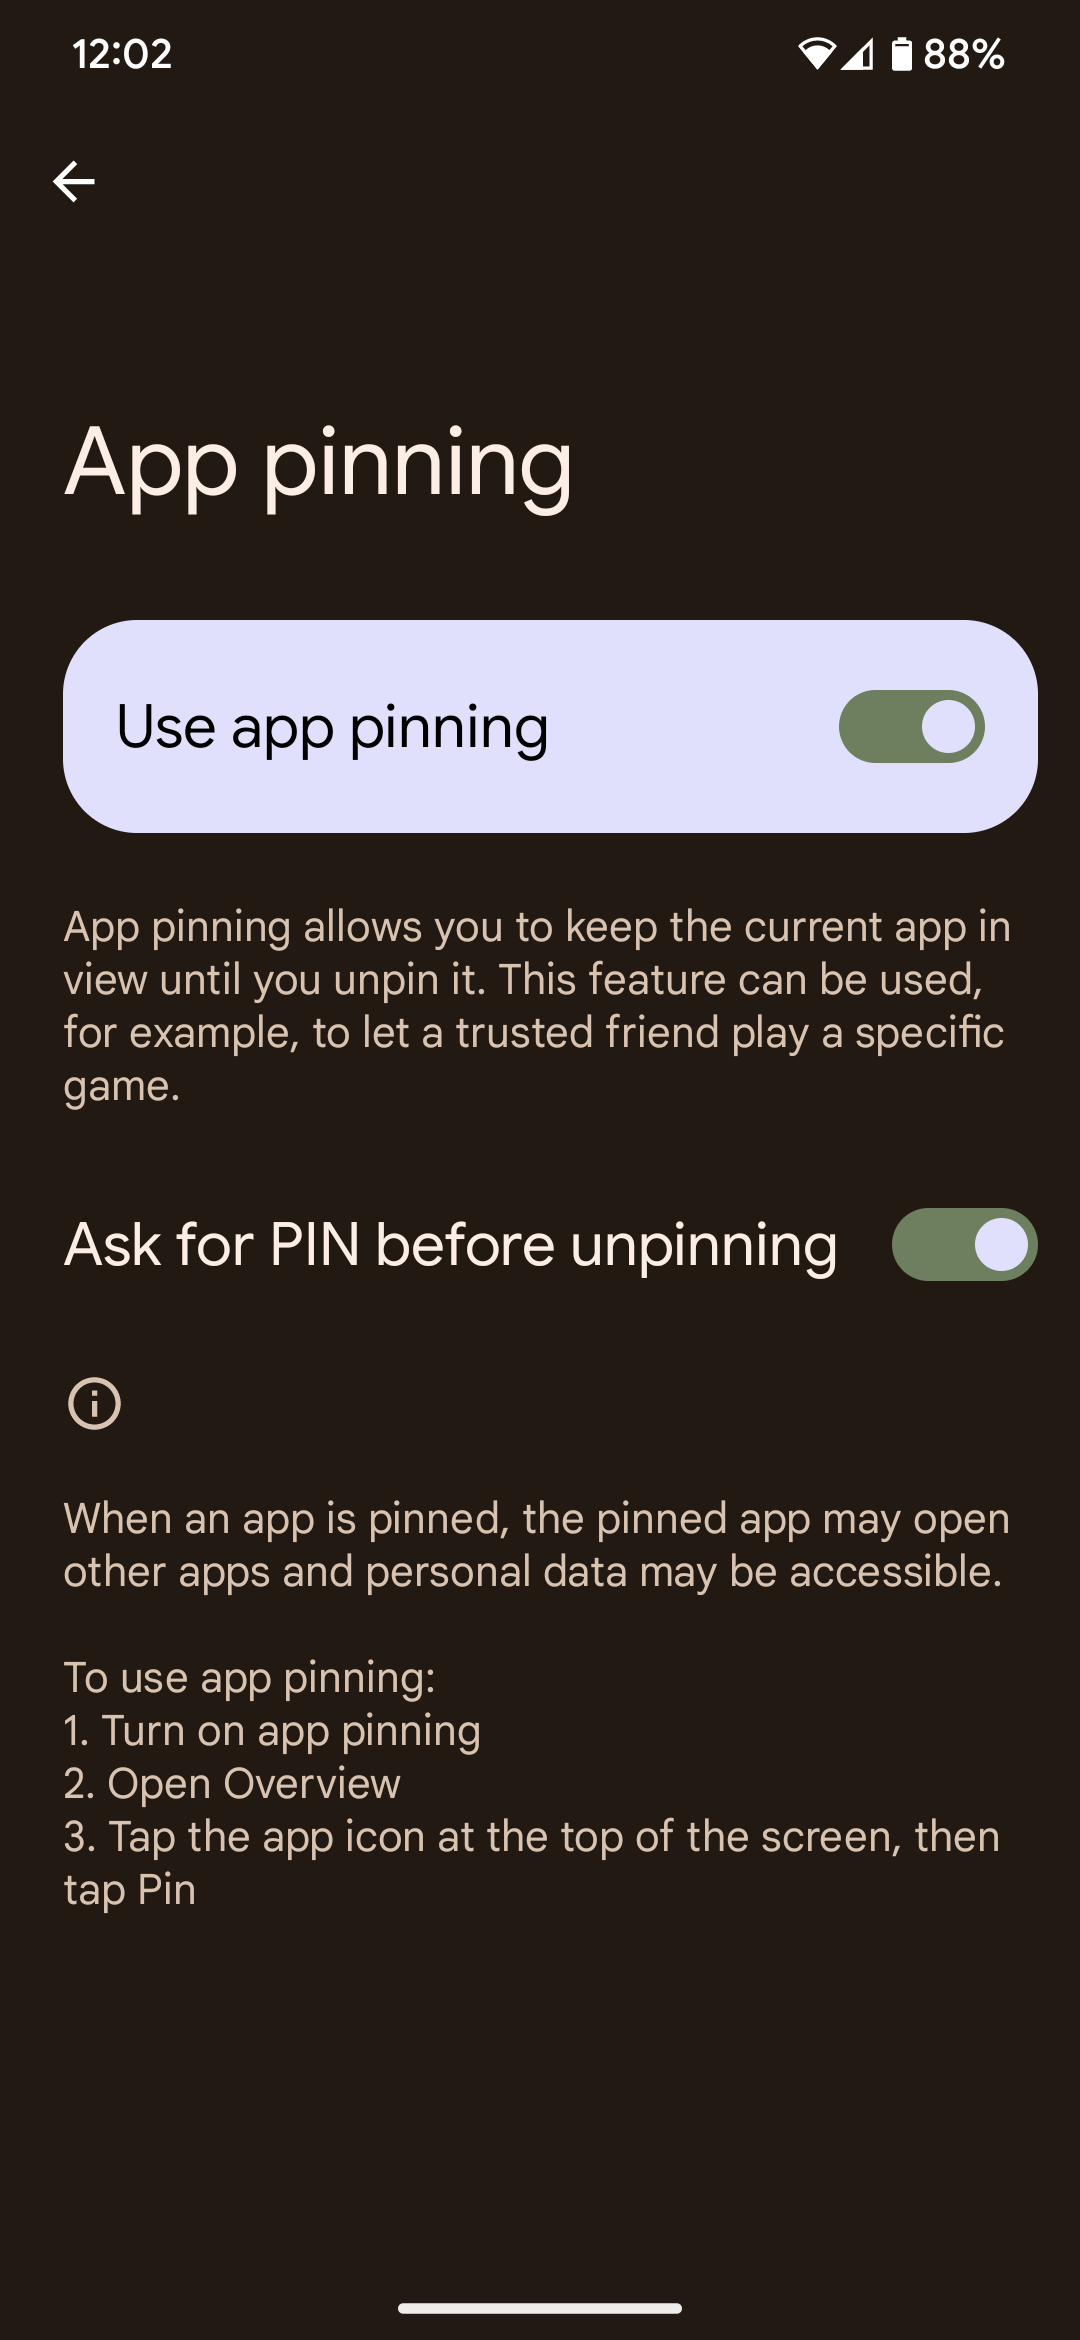 12:02
88%
App pinning
Use app pinning
App pinning allows you to keep the current app in
view until you unpin it. This feature can be used,
for example, to let a trusted friend play a specific
game.
Ask for PIN before unpinning
When an app is pinned, the pinned app may open
other apps and personal data may be accessible.
To use app pinning:
1. Turn on app pinning
2. Open Overview
3. Tap the app icon at the top of the screen, then
tap Pin